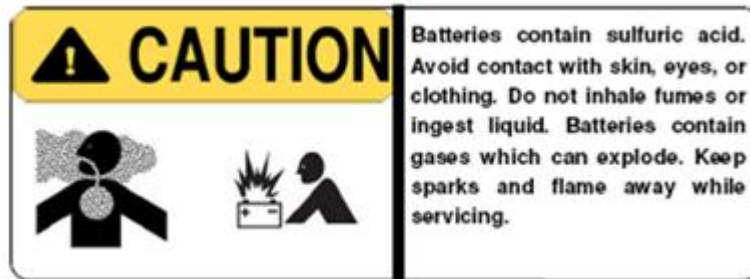 CAUTION
Batteries contain sulfuric acid.
Avoid contact with skin, eyes, or
clothing. Do not inhale fumes or
ingest liquid. Batteries contain
gases which can explode. Keep
sparks and flame away while
servicing.